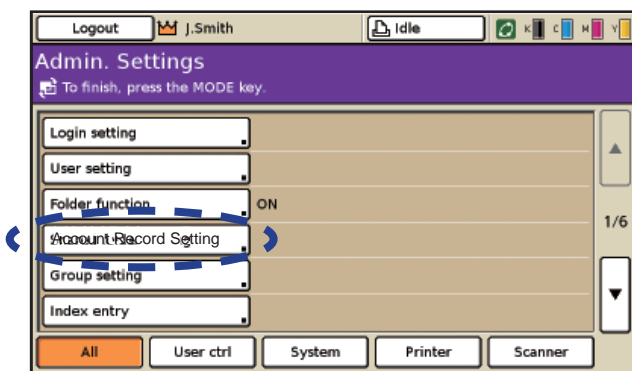 Logout J.Smith Idle K C M Y
Admin. Settings
To finish, press the MODE key.
Login setting
User setting
Folder function ON
Account Record Setting
1/6
Group setting
Index entry
All User ctrl System Printer Scanner